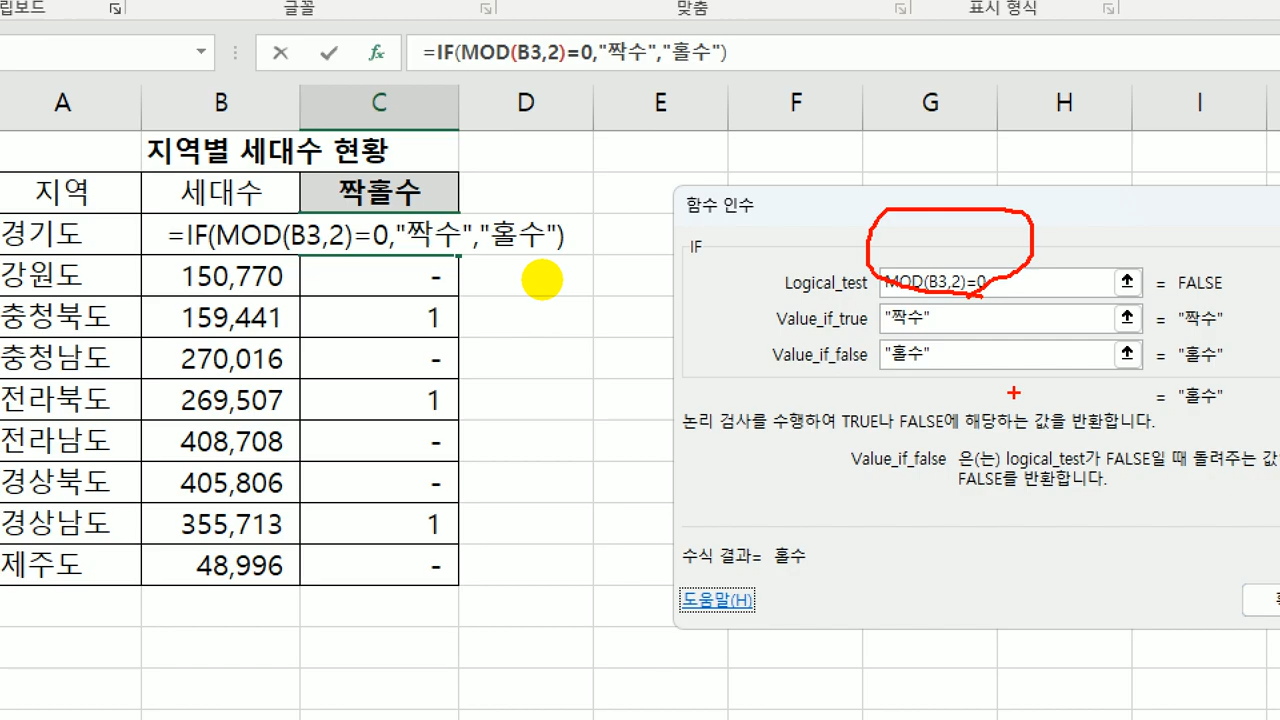 립보드 글꼴 맞춤 표시 형식
fx =IF(MOD(B3,2)=0,"짝수","홀수")
A B C D E F G H I
지역별 세대수 현황
지역 세대수 짝홀수
경기도 =IF(MOD(B3,2)=0,"짝수","홀수")
강원도 150,770 -
충청북도 159,441 1
충청남도 270,016 -
전라북도 269,507 1
전라남도 408,708 -
경상북도 405,806 -
경상남도 355,713 1
제주도 48,996 -
함수 인수
IF
Logical_test MOD(B3,2)=0 = FALSE
Value_if_true "짝수" = "짝수"
Value_if_false "홀수" = "홀수"
= "홀수"
논리 검사를 수행하여 TRUE나 FALSE에 해당하는 값을 반환합니다.
Value_if_false 은(는) logical_test가 FALSE일 때 돌려주는 값
FALSE를 반환합니다.
수식 결과= 홀수
도움말(H)